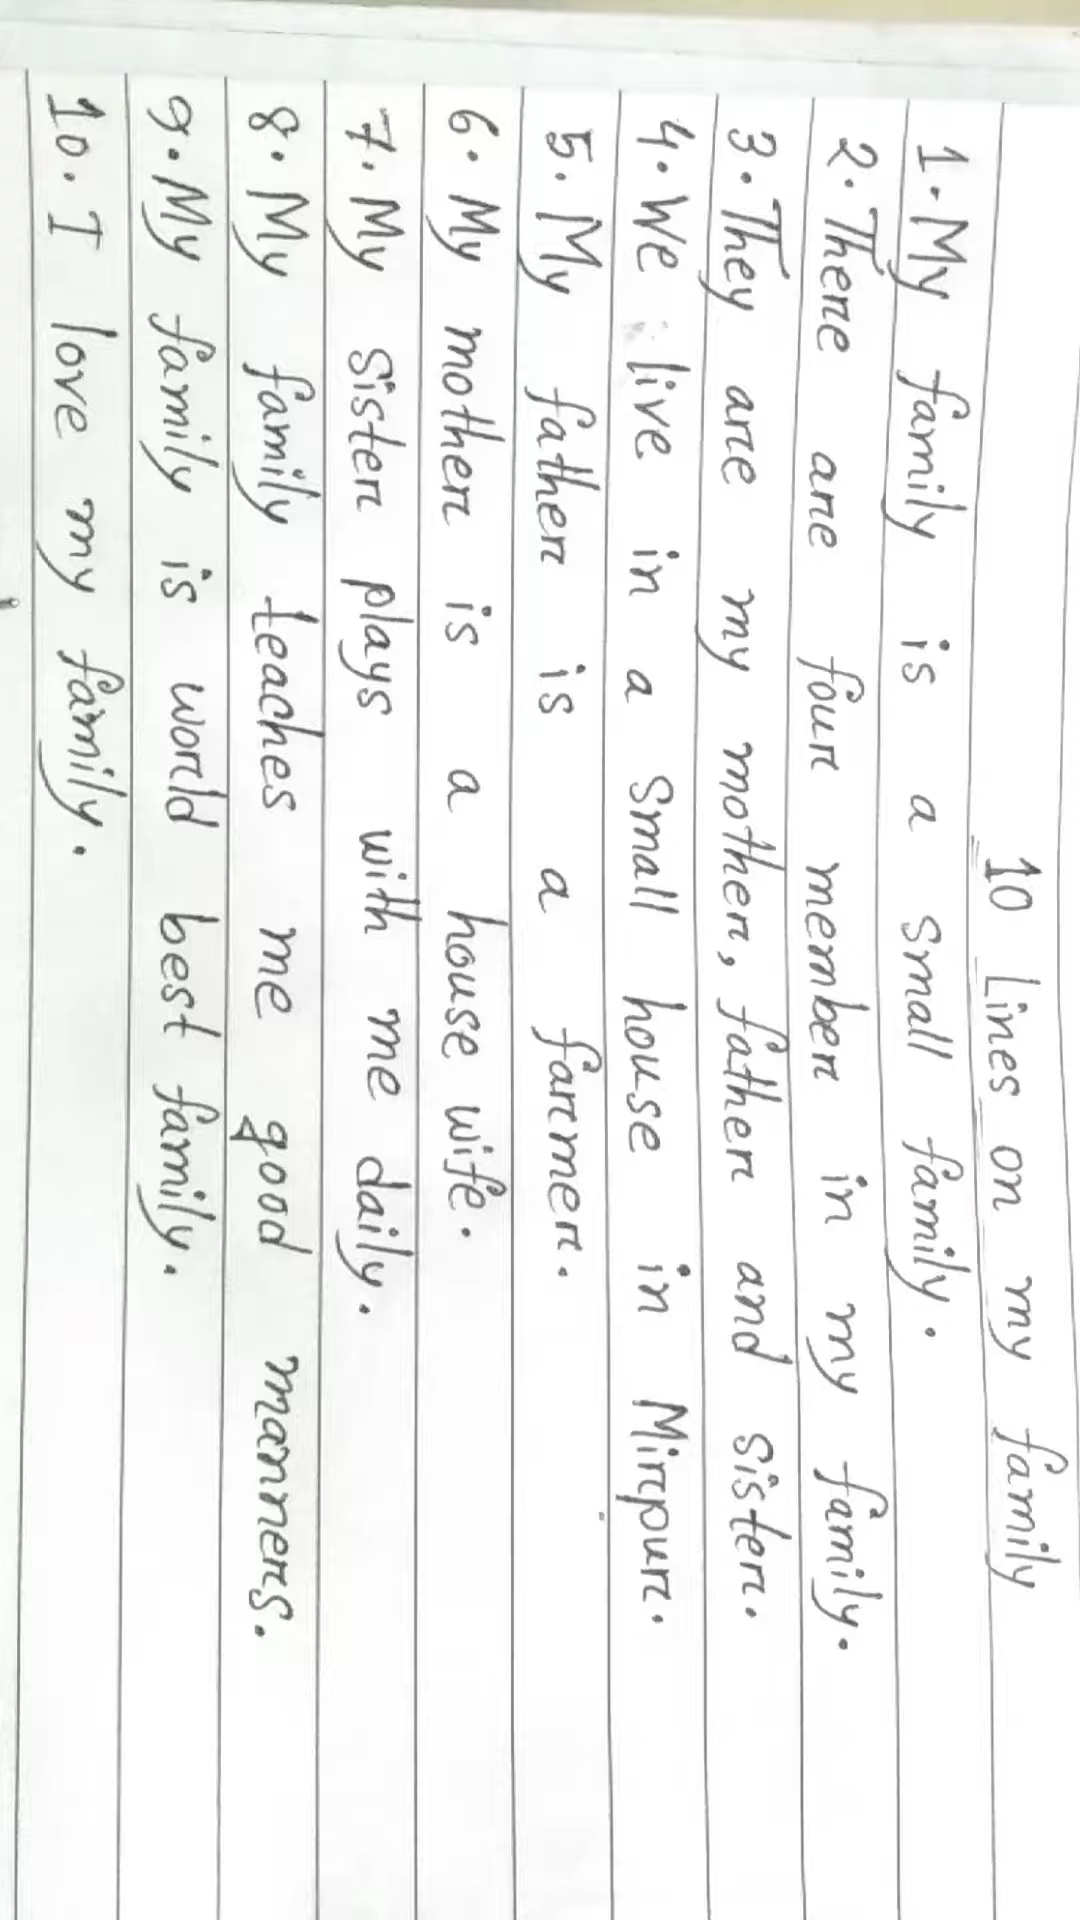 10 Lines on my family
1. My family is a small family.
2. There are four member in my family.
3. They are my mother, father and sister.
4. We live in a small house in Mirpur.
5. My father is a farmer.
6. My mother is a house wife.
7. My sister plays with me daily.
8. My family teaches me good manners.
9. My family is world best family.
10. I love my family.